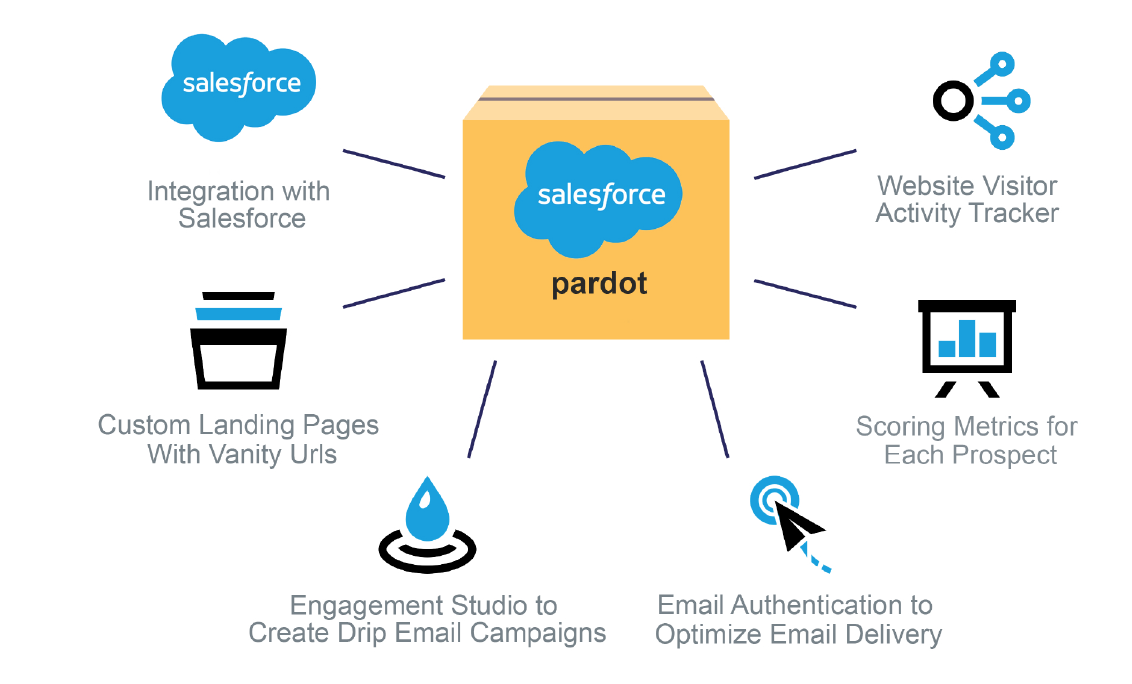 salesforce
Integration with
Salesforce
salesforce
pardot
Website Visitor
Activity Tracker
Custom Landing Pages
With Vanity Urls
Scoring Metrics for
Each Prospect
Engagement Studio to
Create Drip Email Campaigns
Email Authentication to
Optimize Email Delivery